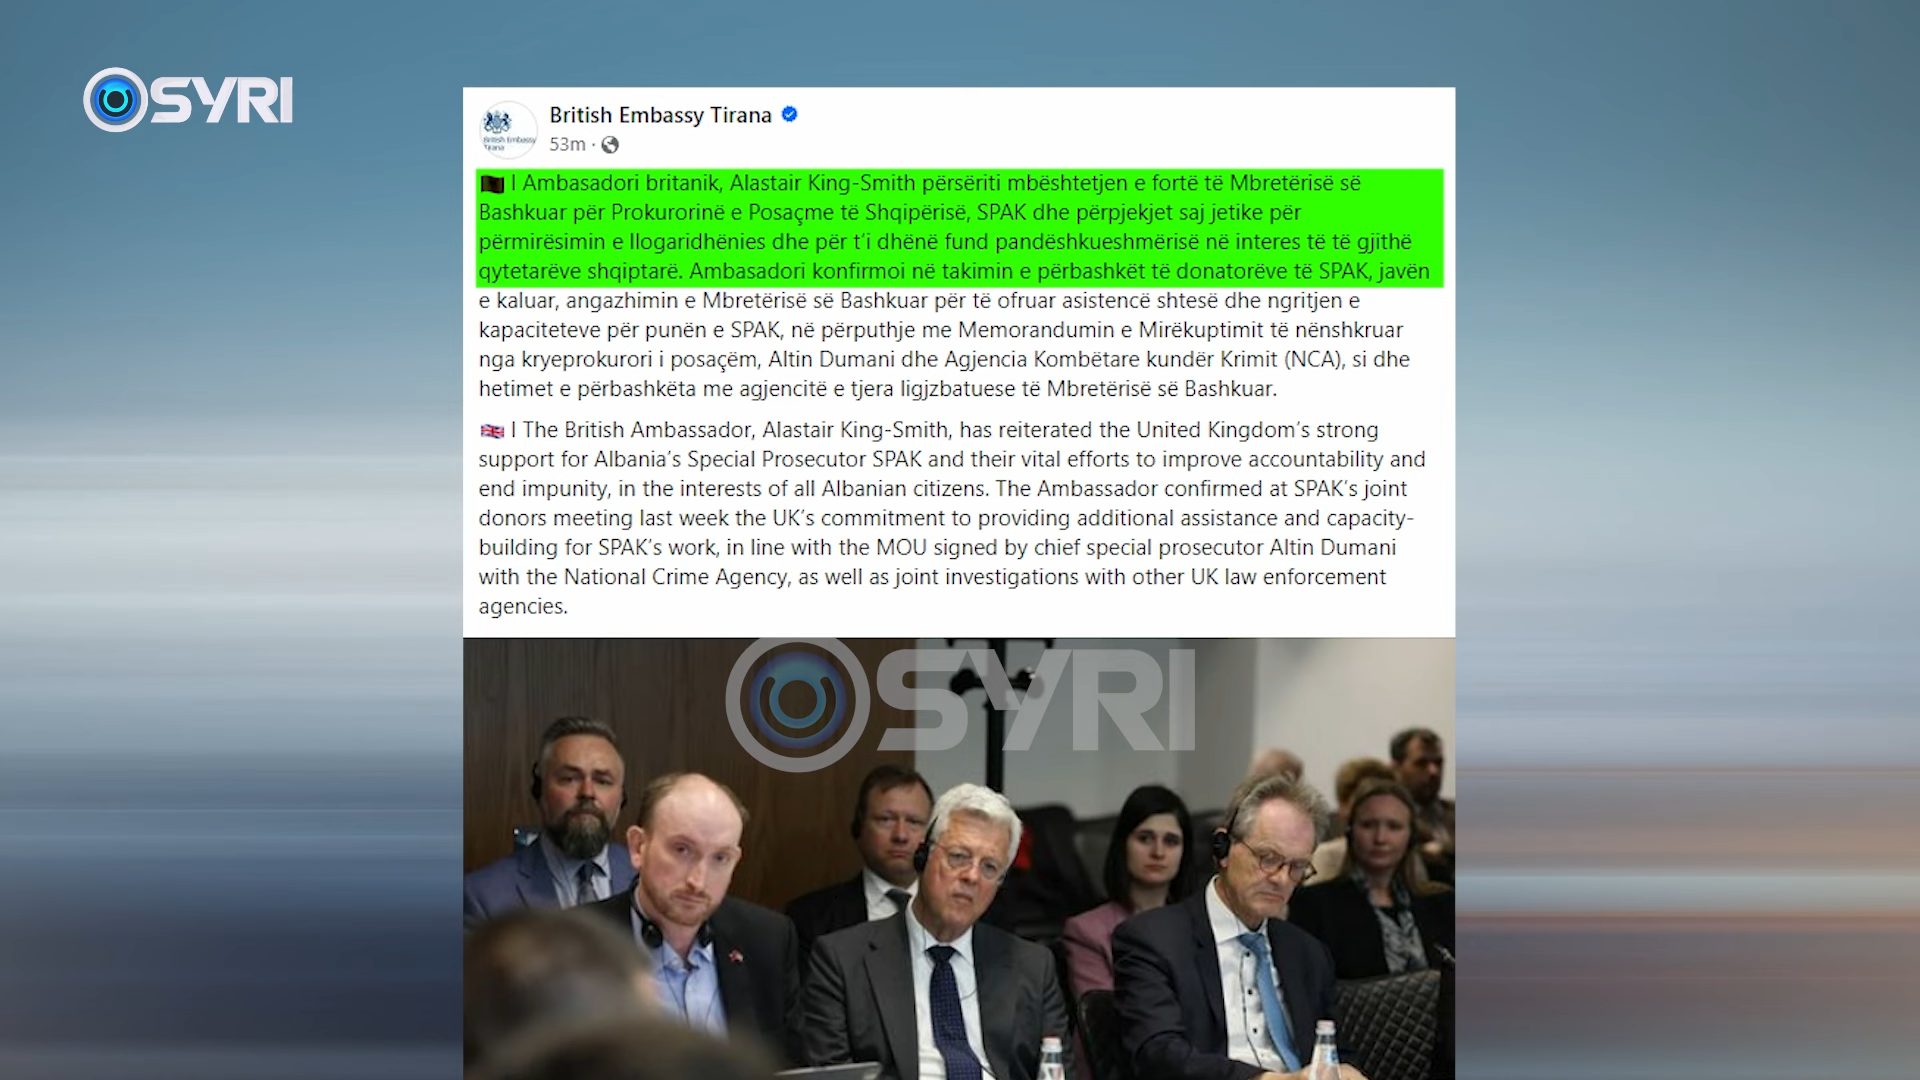 SYRI
British Embassy Tirana
53m ·
I Ambasadori britanik, Alastair King-Smith përsëriti mbështetjen e fortë të Mbretërisë së
Bashkuar për Prokurorinë e Posaçme të Shqipërisë, SPAK dhe përpjekjet saj jetike për
përmirësimin e llogaridhënies dhe për t'i dhënë fund pandëshkueshmërisë në interes të të gjithë
qytetarëve shqiptarë. Ambasadori konfirmoi në takimin e përbashkët të donatorëve të SPAK, javën
e kaluar, angazhimin e Mbretërisë së Bashkuar për të ofruar asistencë shtesë dhe ngritjen e
kapaciteteve për punën e SPAK, në përputhje me Memorandumin e Mirëkuptimit të nënshkruar
nga kryeprokurori i posaçëm, Altin Dumani dhe Agjencia Kombëtare kundër Krimit (NCA), si dhe
hetimet e përbashkëta me agjencitë e tjera ligjzbatuese të Mbretërisë së Bashkuar.
I The British Ambassador, Alastair King-Smith, has reiterated the United Kingdom's strong
support for Albania's Special Prosecutor SPAK and their vital efforts to improve accountability and
end impunity, in the interests of all Albanian citizens. The Ambassador confirmed at SPAK's joint
donors meeting last week the UK's commitment to providing additional assistance and capacity-
building for SPAK's work, in line with the MOU signed by chief special prosecutor Altin Dumani
with the National Crime Agency, as well as joint investigations with other UK law enforcement
agencies.
SYRI